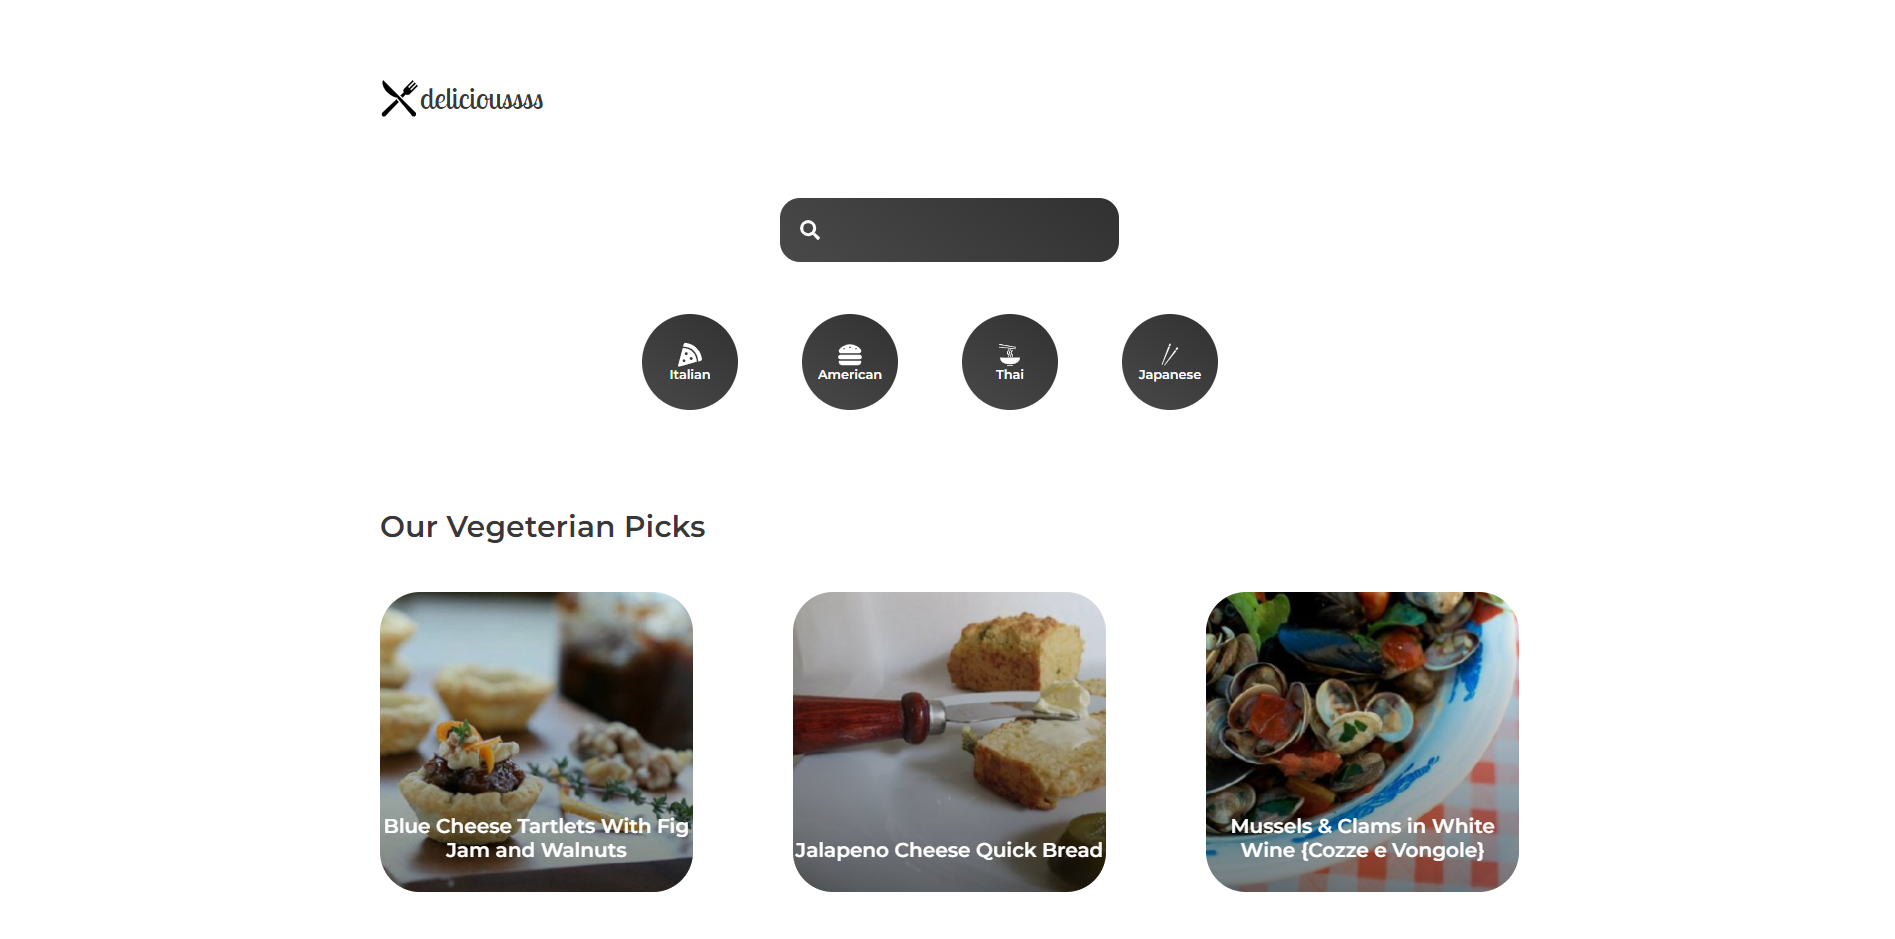 deliciousssss
Italian
American
Thai
Japanese
Our Vegeterian Picks
Blue Cheese Tartlets With Fig
Jam and Walnuts
Jalapeno Cheese Quick Bread
Mussels & Clams in White
Wine {Cozze e Vongole}